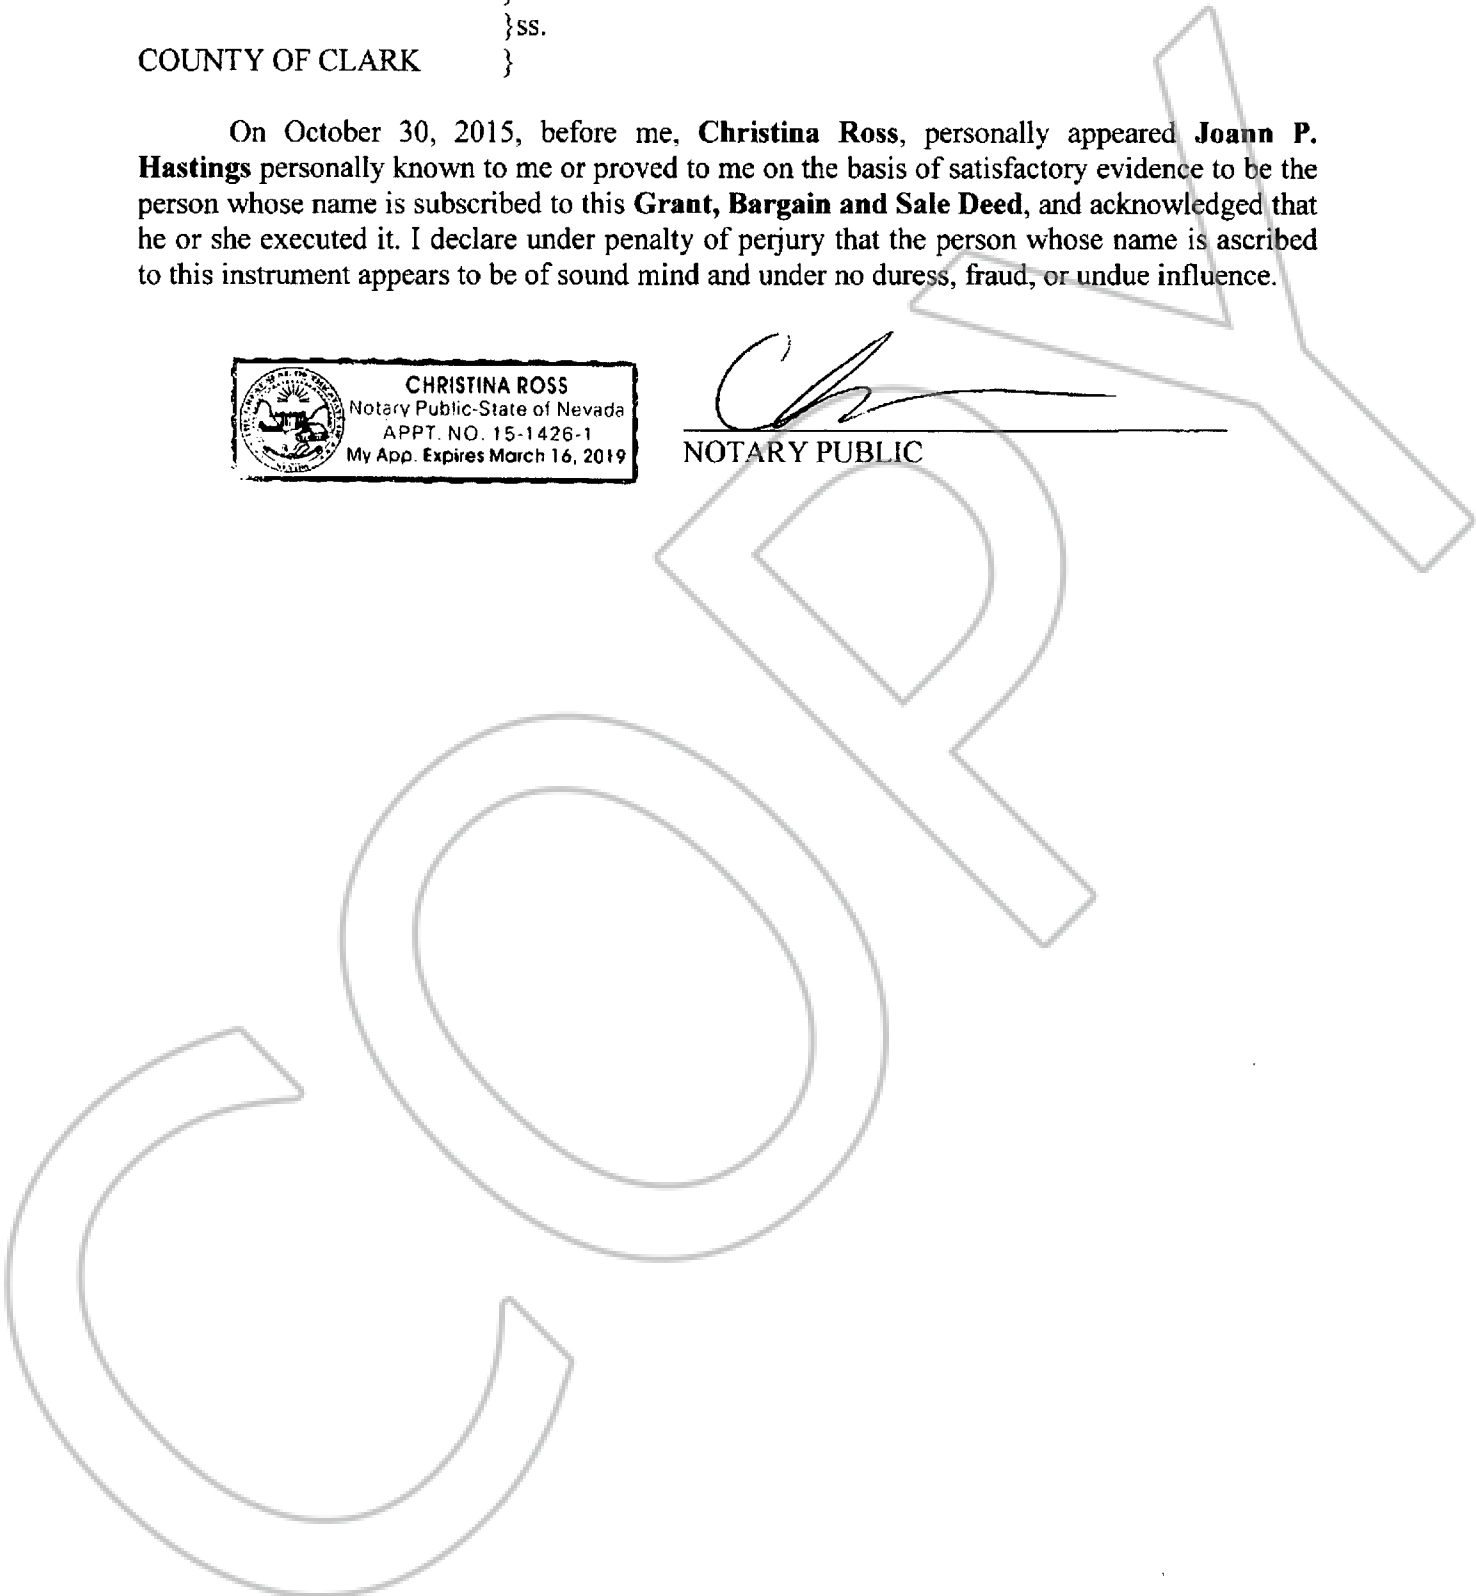 }
}ss.
COUNTY OF CLARK }
On October 30, 2015, before me, Christina Ross, personally appeared Joann P.
Hastings personally known to me or proved to me on the basis of satisfactory evidence to be the
person whose name is subscribed to this Grant, Bargain and Sale Deed, and acknowledged that
he or she executed it. I declare under penalty of perjury that the person whose name is ascribed
to this instrument appears to be of sound mind and under no duress, fraud, or undue influence.
CHRISTINA ROSS
Notary Public-State of Nevada
APPT. NO. 15-1426-1
My App. Expires March 16, 2019
NOTARY PUBLIC
COPY